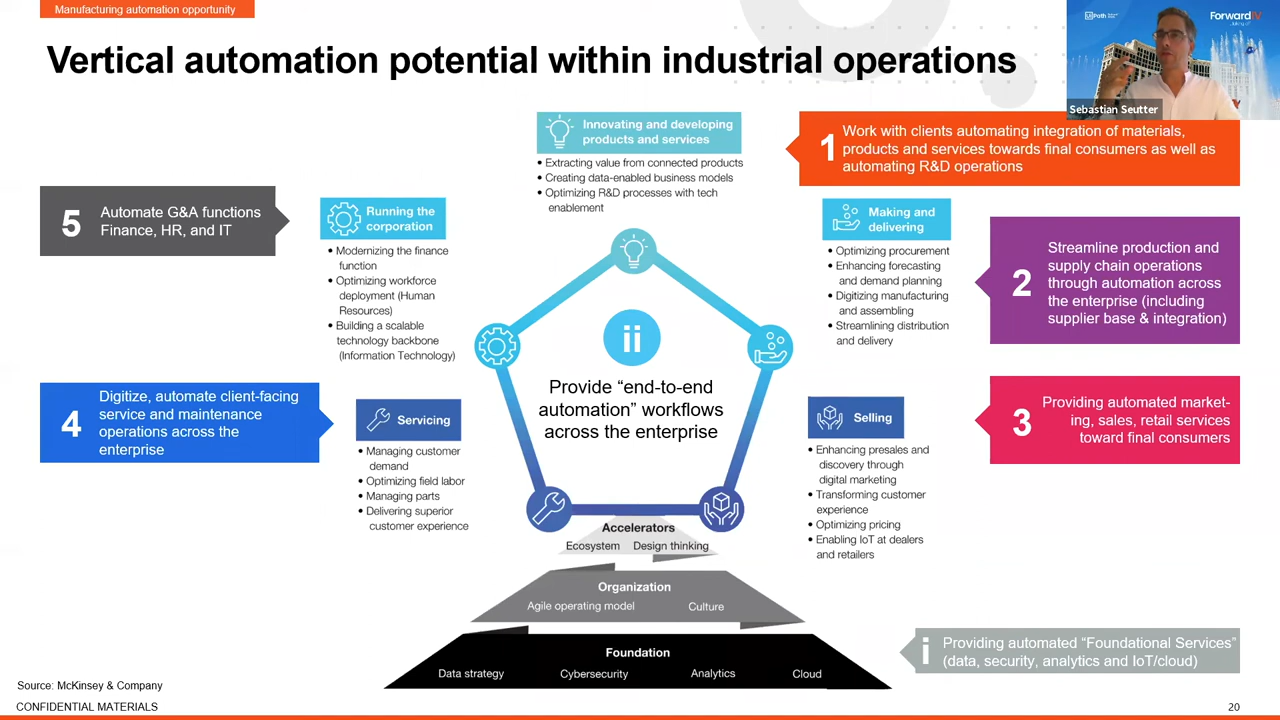 Manufacturing automation opportunity
Vertical automation potential within industrial operations
UiPath
ForwardIV
Sebastian Seutter
Innovating and developing
products and services
• Extracting value from connected products
• Creating data-enabled business models
• Optimizing R&D processes with tech
enablement
1
Work with clients automating integration of materials,
products and services towards final consumers as well as
automating R&D operations
5
Automate G&A functions
Finance, HR, and IT
Running the
corporation
• Modernizing the finance
function
• Optimizing workforce
deployment (Human
Resources)
• Building a scalable
technology backbone
(Information Technology)
Making and
delivering
• Optimizing procurement
• Enhancing forecasting
and demand planning
• Digitizing manufacturing
and assembling
• Streamlining distribution
and delivery
2
Streamline production and
supply chain operations
through automation across
the enterprise (including
supplier base & integration)
ii
Provide “end-to-end
automation” workflows
across the enterprise
4
Digitize, automate client-facing
service and maintenance
operations across the
enterprise
Servicing
• Managing customer
demand
• Optimizing field labor
• Managing parts
• Delivering superior
customer experience
Selling
• Enhancing presales and
discovery through
digital marketing
• Transforming customer
experience
• Optimizing pricing
• Enabling IoT at dealers
and retailers
3
Providing automated market-
ing, sales, retail services
toward final consumers
Accelerators
Ecosystem Design thinking
Organization
Agile operating model Culture
Foundation
Data strategy Cybersecurity Analytics Cloud
i
Providing automated “Foundational Services”
(data, security, analytics and IoT/cloud)
Source: McKinsey & Company
CONFIDENTIAL MATERIALS
20